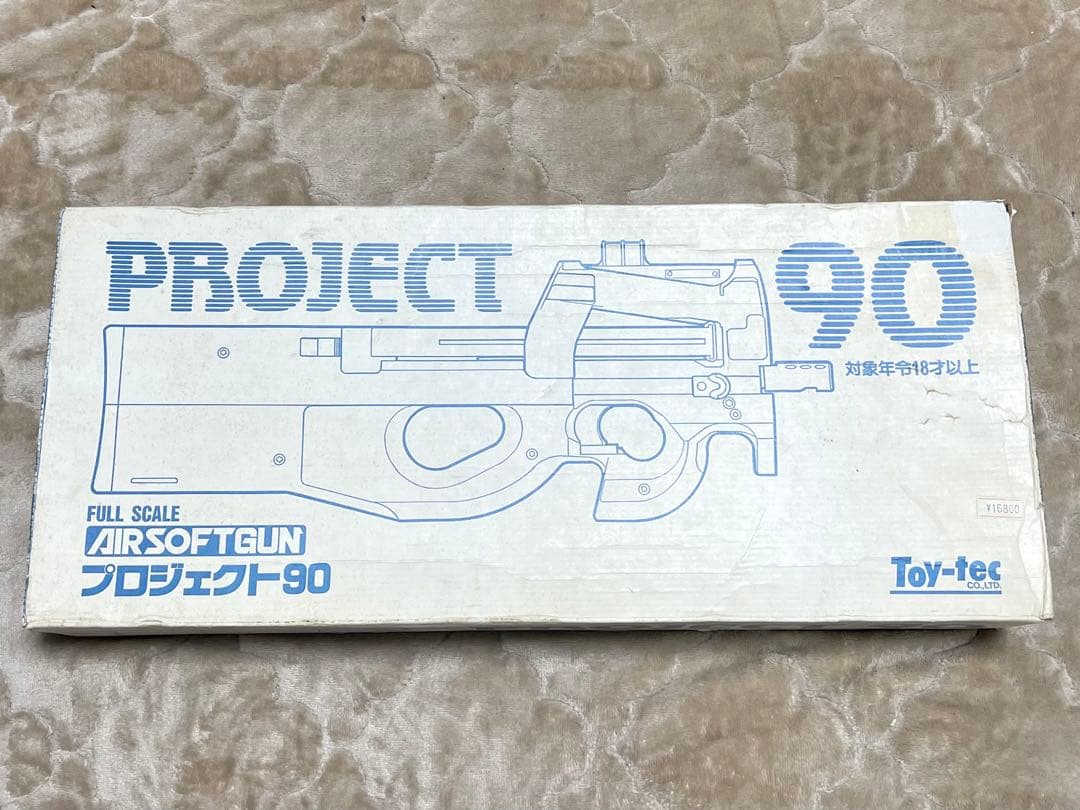 PROJECT 90
対象年令18才以上
FULL SCALE
AIRSOFTGUN
プロジェクト90
¥16800
Toy-tec
CO.,LTD.